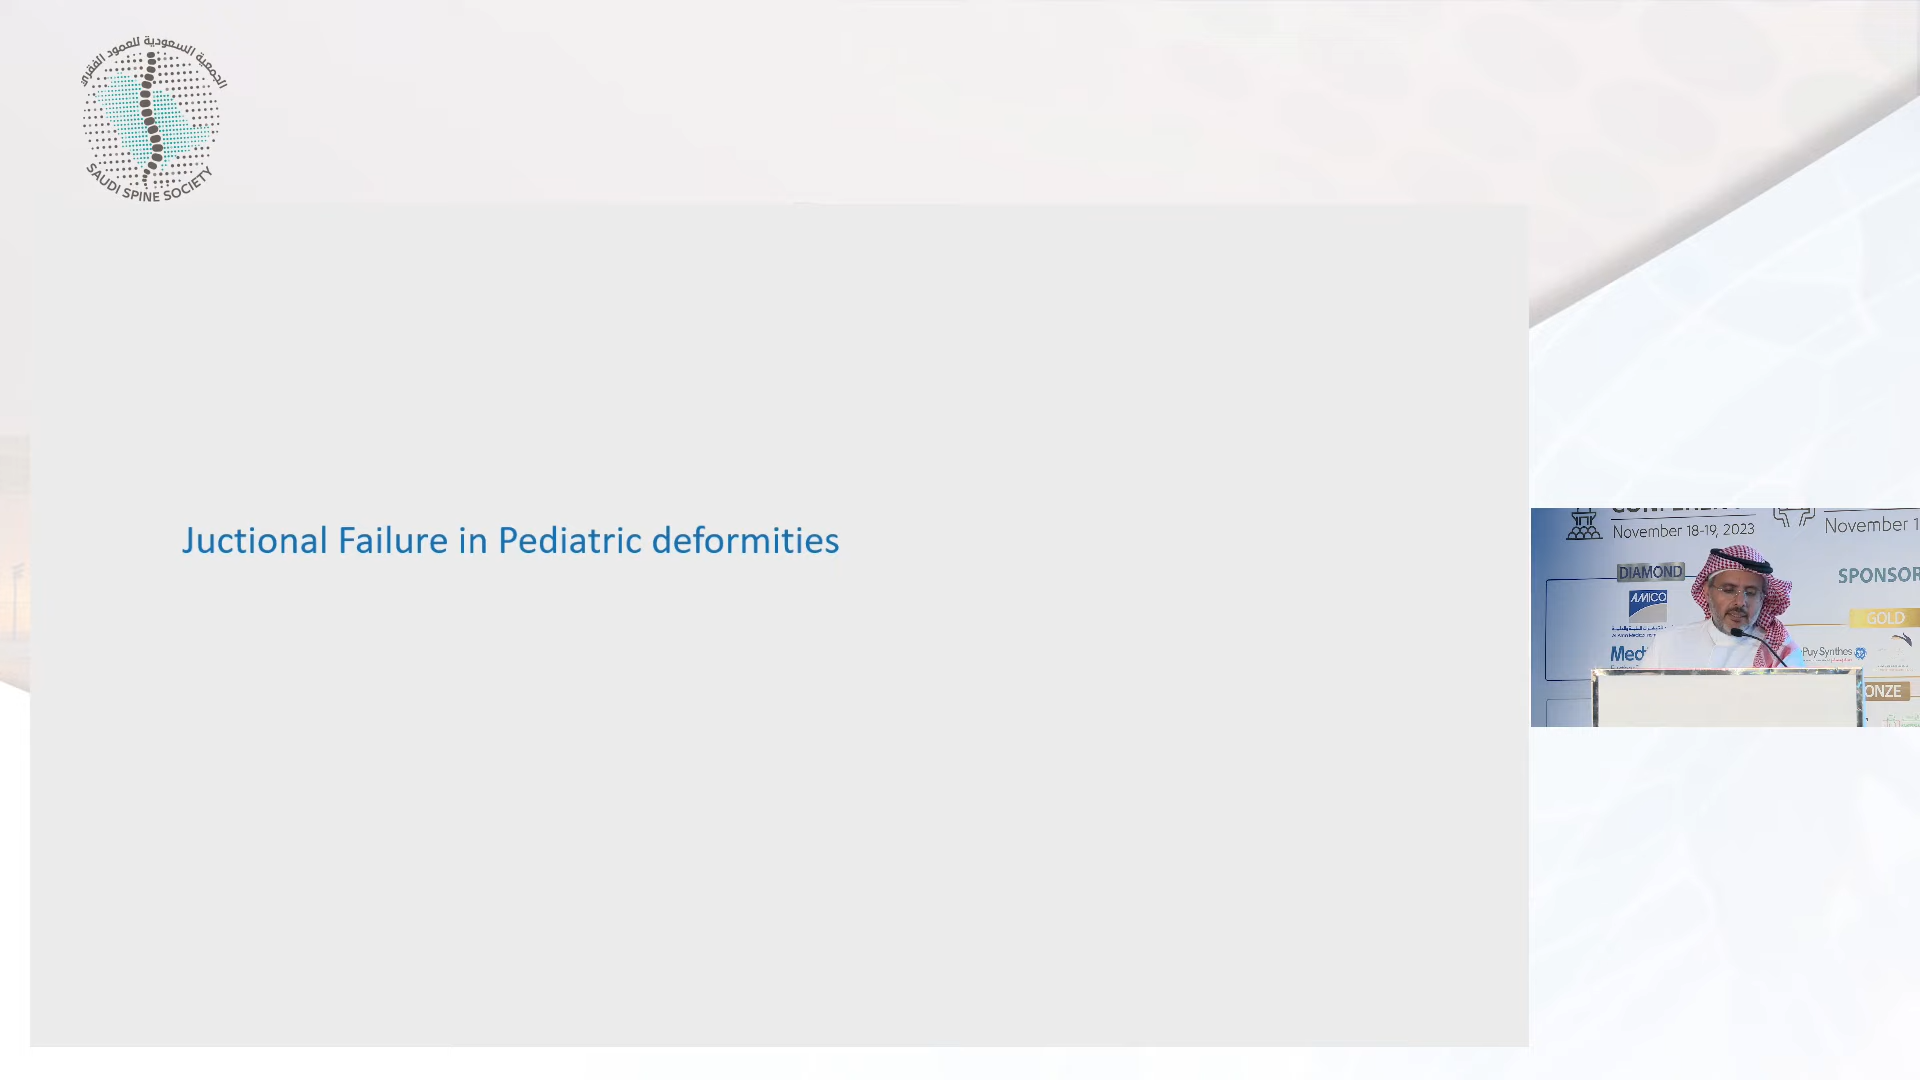 الجمعية السعودية للعمود الفقري
SAUDI SPINE SOCIETY
Juctional Failure in Pediatric deformities
November 18-19, 2023
November 1
DIAMOND
SPONSOR
AMICO
GOLD
Med
Puy Synthes
ONZE